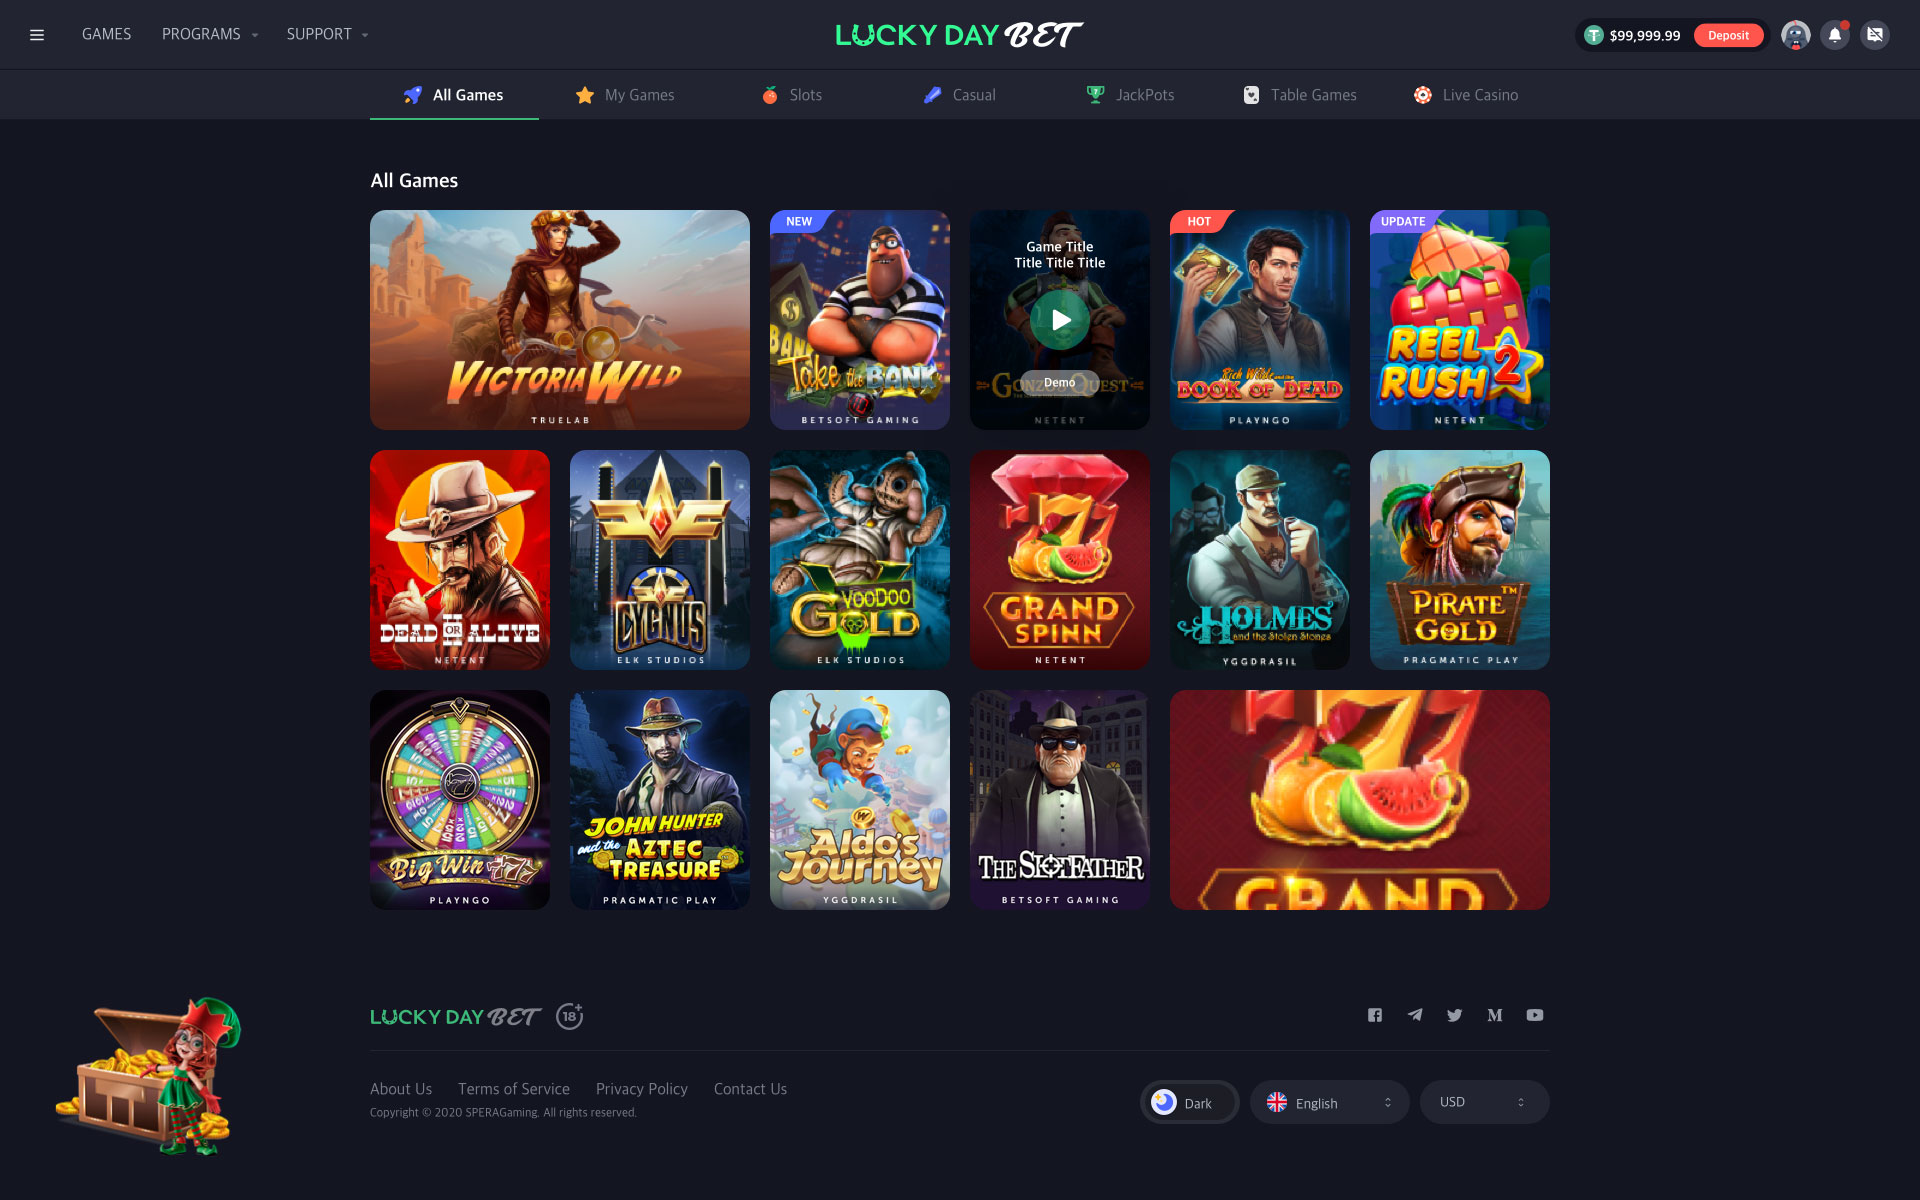 GAMES
PROGRAMS
SUPPORT
LUCKY DAY BET
$99,999.99
Deposit
All Games
My Games
Slots
Casual
JackPots
Table Games
Live Casino
All Games
VICTORIA WILD
TRUELAB
NEW
BANK
Take the BANK
BETSOFT GAMING
Game Title
Title Title Title
Demo
GONZO'S QUEST
NETENT
HOT
Rich Wilde and the
BOOK OF DEAD
PLAYNGO
UPDATE
REEL
RUSH 2
NETENT
DEAD OR ALIVE
NETENT
CYGNUS
ELK STUDIOS
VOODOO
GOLD
ELK STUDIOS
GRAND
SPINN
NETENT
HOLMES
and the Stolen Stones
YGGDRASIL
PIRATE™
GOLD
PRAGMATIC PLAY
Big Win 777
PLAYNGO
JOHN HUNTER
and the AZTEC
TREASURE
PRAGMATIC PLAY
Aldo's
Journey
YGGDRASIL
THE SLOTFATHER
BETSOFT GAMING
GRAND
LUCKY DAY BET
18+
About Us
Terms of Service
Privacy Policy
Contact Us
Copyright © 2020 SPERAGaming. All rights reserved.
Dark
English
USD